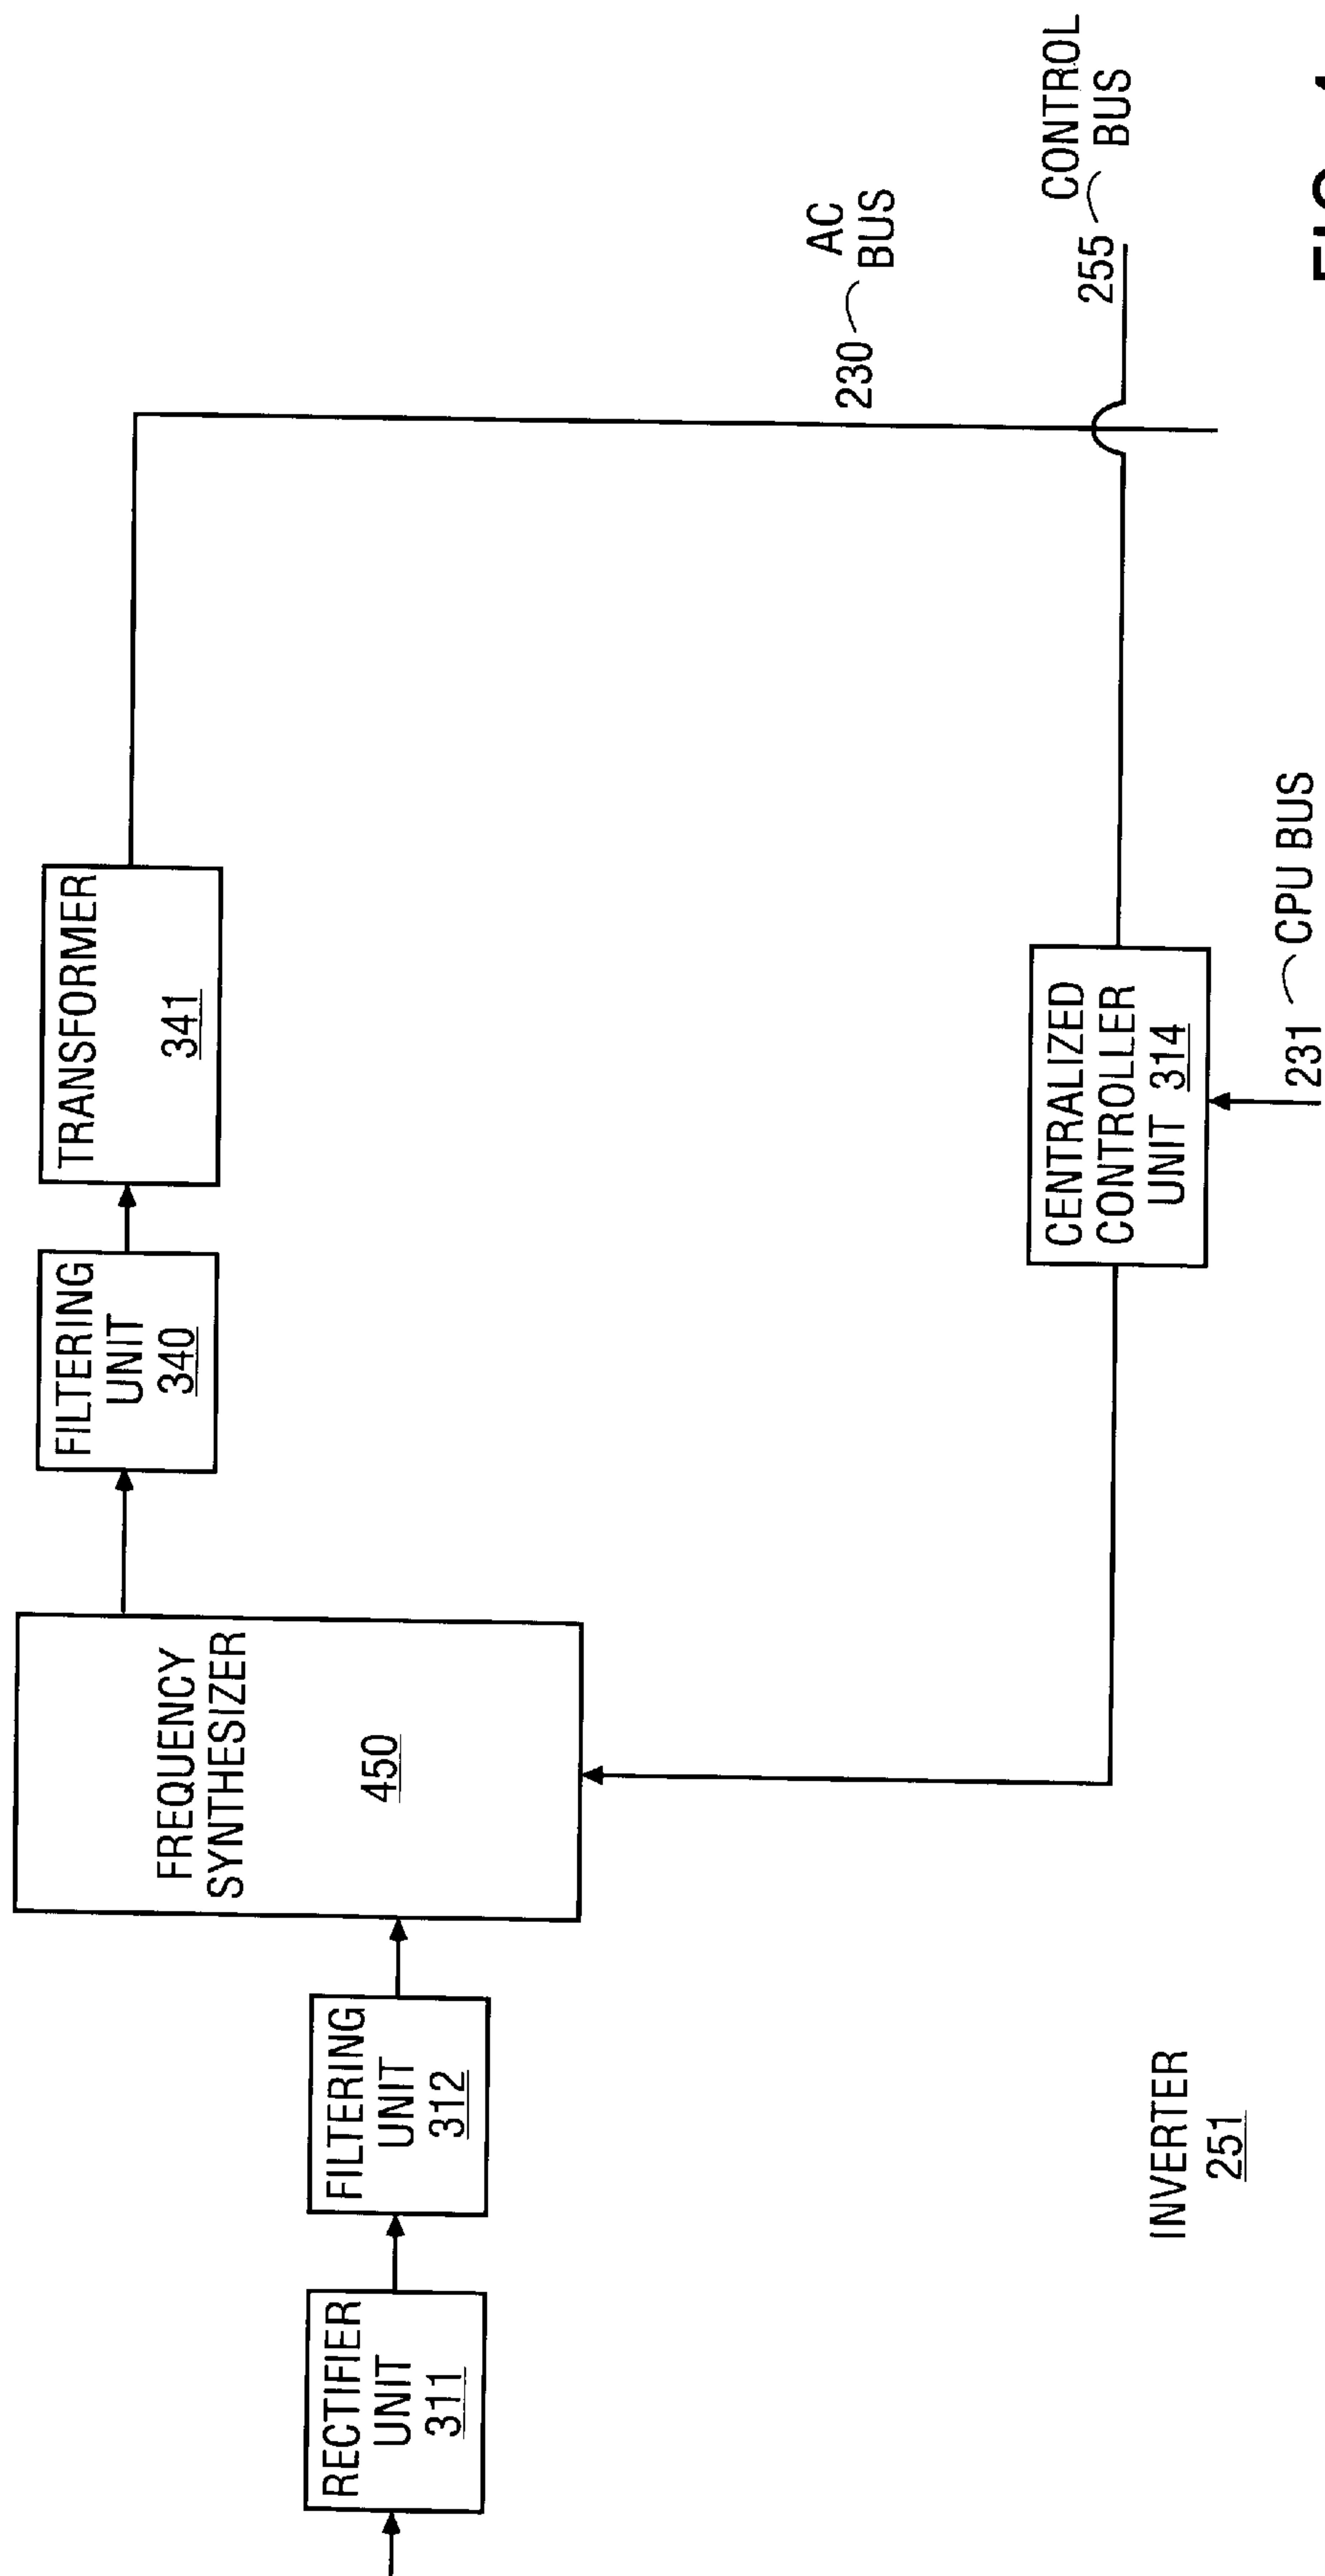 RECTIFIER
UNIT
311
FILTERING
UNIT
312
FREQUENCY
SYNTHESIZER
450
FILTERING
UNIT
340
TRANSFORMER
341
230
AC
BUS
CENTRALIZED
CONTROLLER
UNIT 314
255
CONTROL
BUS
231 CPU BUS
INVERTER
251